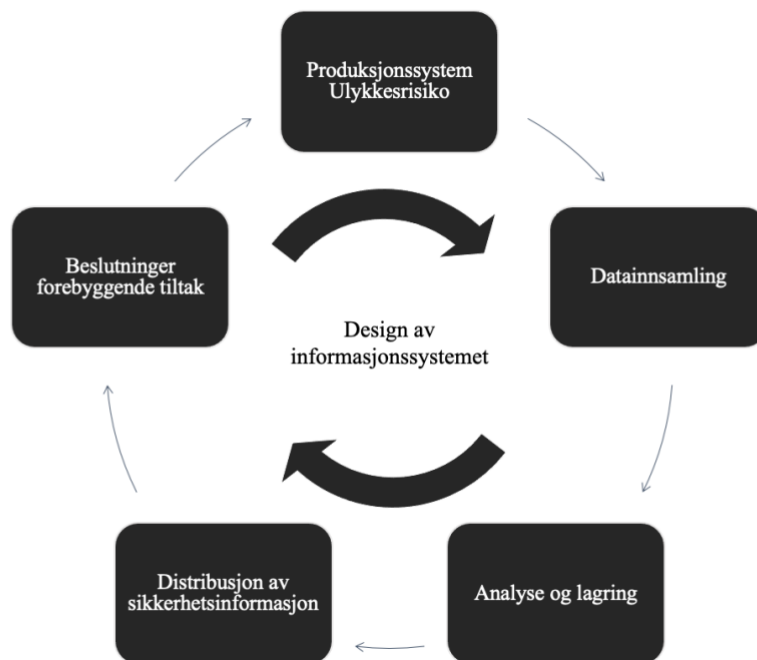 Produksjonssystem
Ulykkesrisiko
Datainnsamling
Analyse og lagring
Distribusjon av
sikkerhetsinformasjon
Beslutninger
forebyggende tiltak
Design av
informasjonssystemet